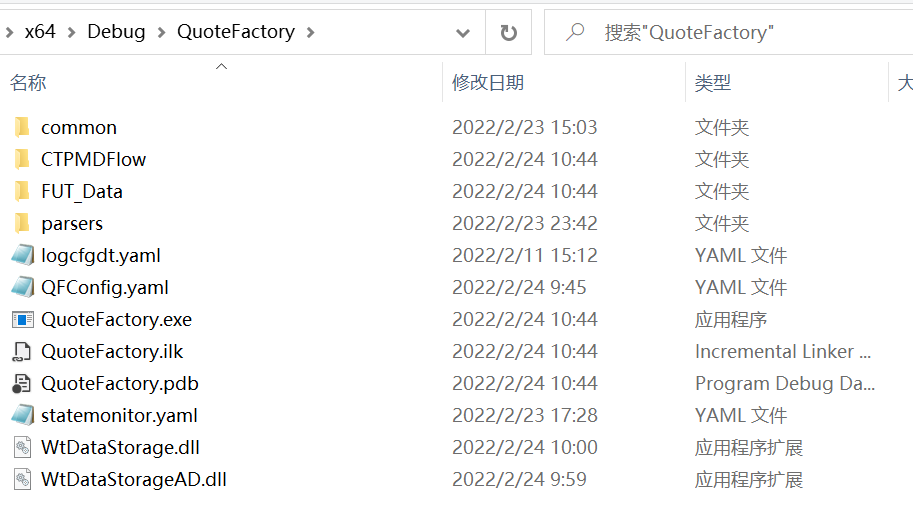 x64 Debug QuoteFactory 搜索"QuoteFactory"
名称 修改日期 类型 大
common 2022/2/23 15:03 文件夹
CTPMDFlow 2022/2/24 10:44 文件夹
FUT_Data 2022/2/24 10:44 文件夹
parsers 2022/2/23 23:42 文件夹
logcfgdt.yaml 2022/2/11 15:12 YAML 文件
QFConfig.yaml 2022/2/24 9:45 YAML 文件
QuoteFactory.exe 2022/2/24 10:44 应用程序
QuoteFactory.ilk 2022/2/24 10:44 Incremental Linker ...
QuoteFactory.pdb 2022/2/24 10:44 Program Debug Da...
statemonitor.yaml 2022/2/23 17:28 YAML 文件
WtDataStorage.dll 2022/2/24 10:00 应用程序扩展
WtDataStorageAD.dll 2022/2/24 9:59 应用程序扩展